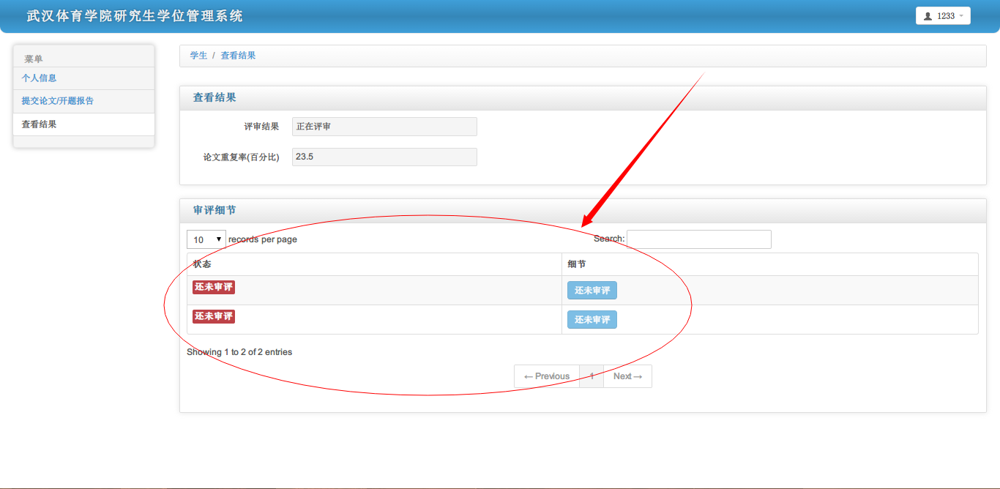 武汉体育学院研究生学位管理系统
1233
菜单
个人信息
提交论文/开题报告
查看结果
学生 / 查看结果
查看结果
评审结果 正在评审
论文重复率(百分比) 23.5
审评细节
10 records per page Search:
状态 细节
还未审评 还未审评
还未审评 还未审评
Showing 1 to 2 of 2 entries
← Previous 1 Next →